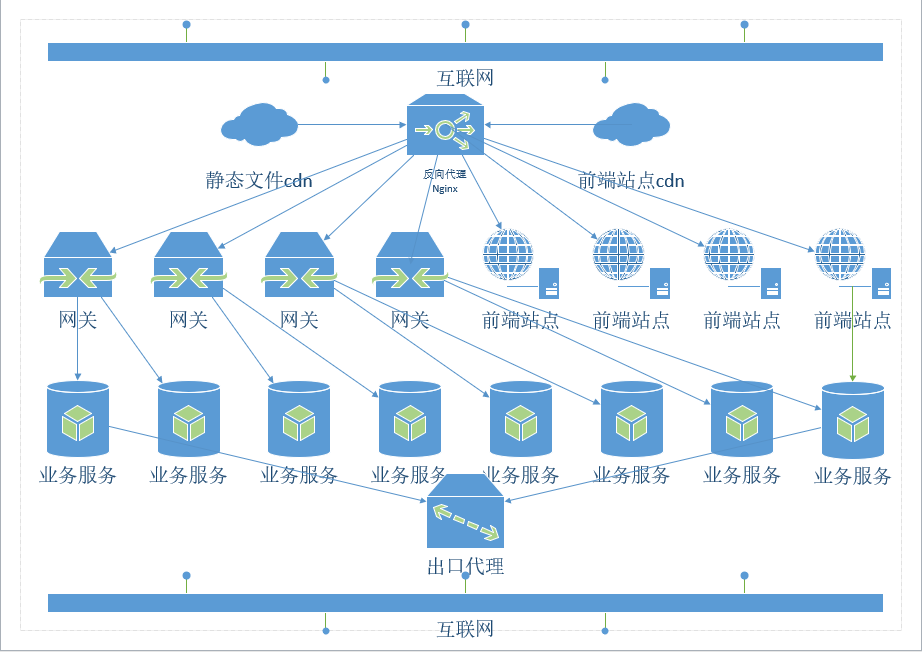 互联网
静态文件cdn
反向代理
Nginx
前端站点cdn
网关
网关
网关
网关
前端站点
前端站点
前端站点
前端站点
业务服务
业务服务
业务服务
业务服务
业务服务
业务服务
业务服务
业务服务
出口代理
互联网